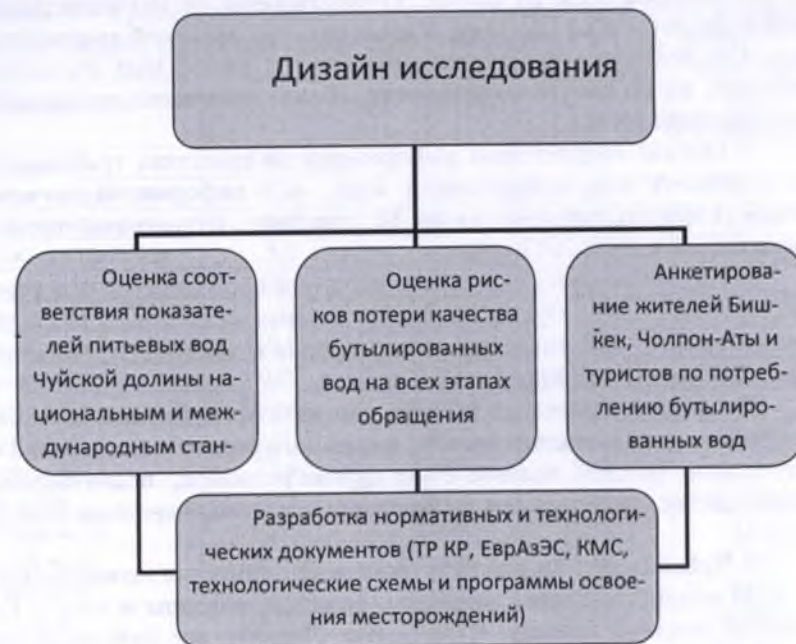 Дизайн исследования
Оценка соот-
ветствия показате-
лей питьевых вод
Чуйской долины на-
циональным и меж-
дународным стан-
Оценка рис-
ков потери качества
бутылированных
вод на всех этапах
обращения
Анкетирова-
ние жителей Биш-
кек, Чолпон-Аты и
туристов по потреб-
лению бутылиро-
ванных вод
Разработка нормативных и технологи-
ческих документов (ТР КР, ЕврАзЭС, КМС,
технологические схемы и программы освое-
ния месторождений)